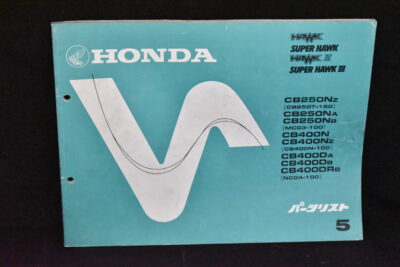 HONDA
HAWK
SUPER HAWK
HAWK III
SUPER HAWK III
CB250NZ
(CB250T-150)
CB250NA
CB250NB
(MC03-100)
CB400N
CB400NZ
(CB400N-100)
CB400DA
CB400DB
CB400DRB
(NC04-100)
パーツリスト
5